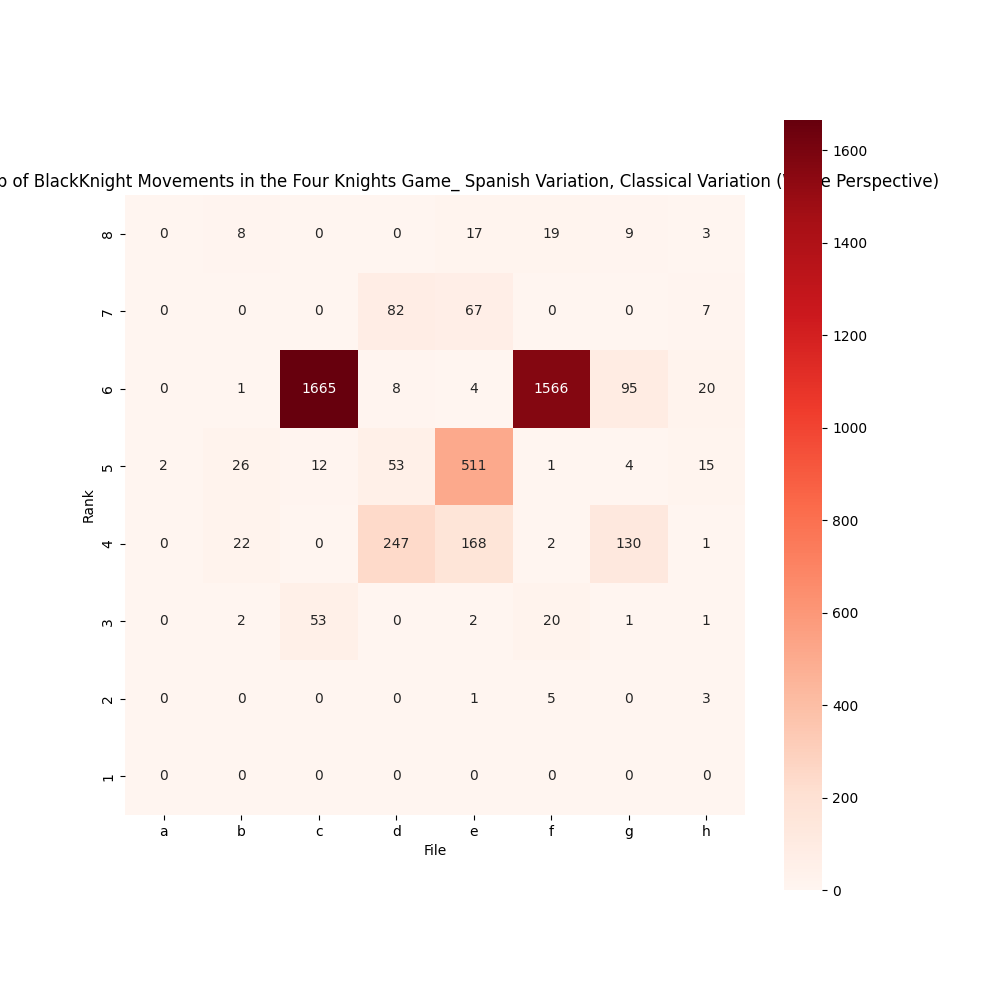 of BlackKnight Movements in the Four Knights Game_ Spanish Variation, Classical Variation ( Perspective)
1600
1400
1200
1000
800
600
400
200
0
Rank
8 0 8 0 0 17 19 9 3
7 0 0 0 82 67 0 0 7
6 0 1 1665 8 4 1566 95 20
5 2 26 12 53 511 1 4 15
4 0 22 0 247 168 2 130 1
3 0 2 53 0 2 20 1 1
2 0 0 0 0 1 5 0 3
1 0 0 0 0 0 0 0 0
a b c d e f g h
File